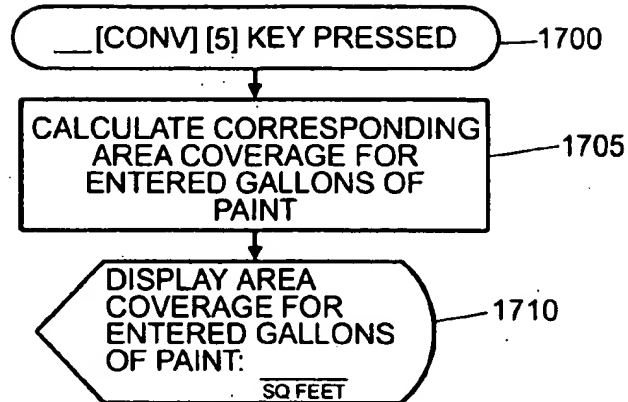 __[CONV] [5] KEY PRESSED
1700
CALCULATE CORRESPONDING
AREA COVERAGE FOR
ENTERED GALLONS OF
PAINT
1705
DISPLAY AREA
COVERAGE FOR
ENTERED GALLONS
OF PAINT:
SQ FEET
1710